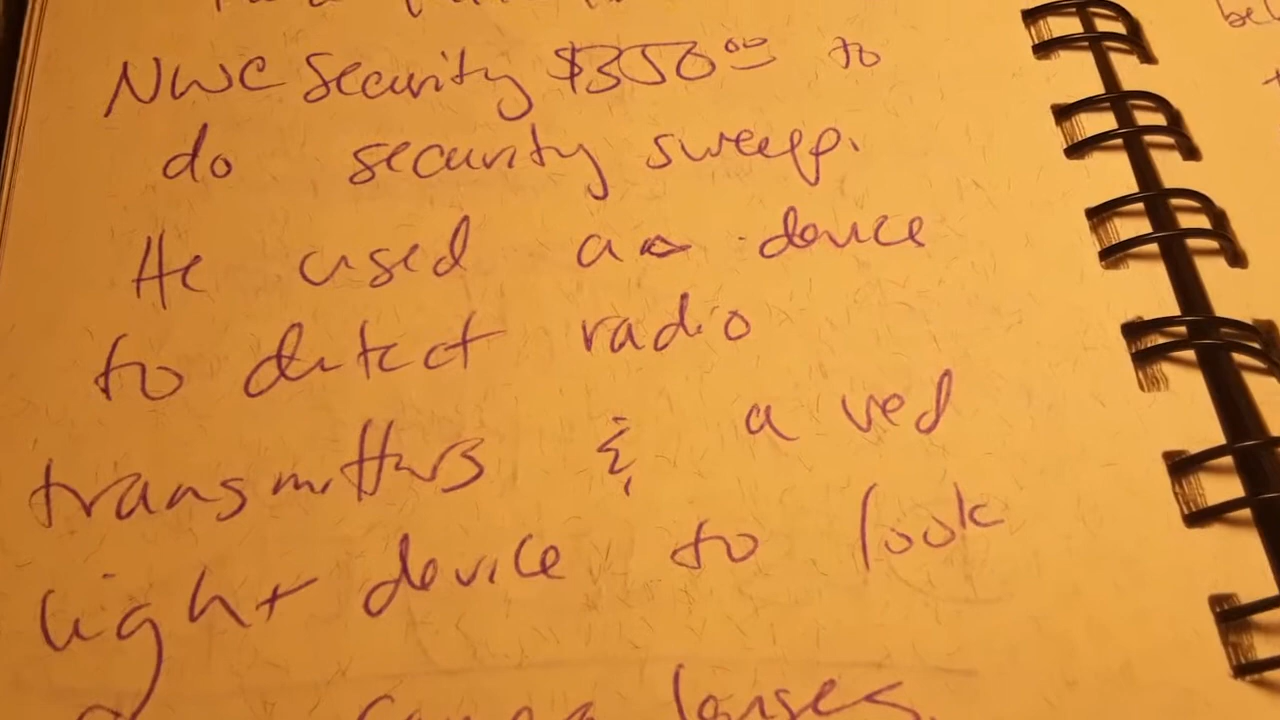 NWC Security $350.00 to
do security sweep.
He used a device
to detect radio
transmitters & a red
light device to look
lenses.